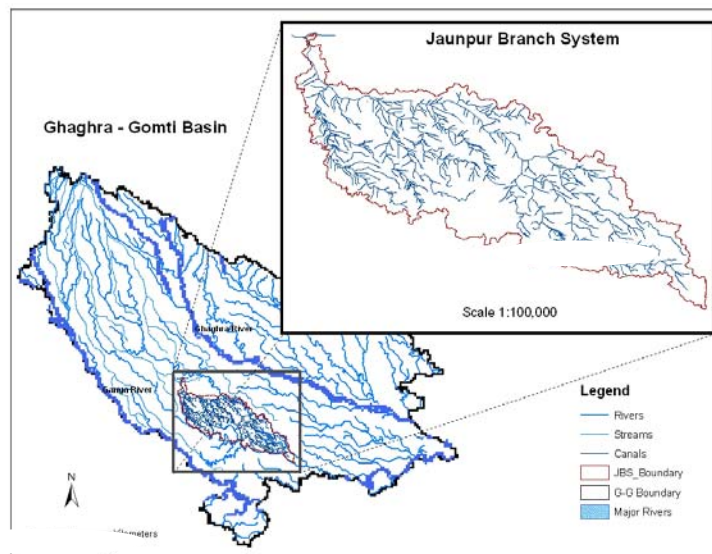 Jaunpur Branch System
Ghaghra - Gomti Basin
Scale 1:100,000
Ghaghra River
Ganga River
Legend
Rivers
Streams
Canals
JBS_Boundary
G-G Boundary
Major Rivers
N